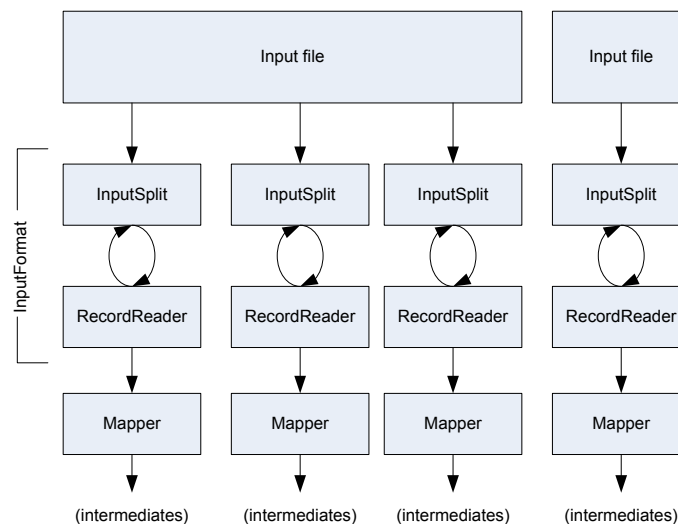 Input file Input file
InputSplit InputSplit InputSplit InputSplit
InputFormat
RecordReader RecordReader RecordReader RecordReader
Mapper Mapper Mapper Mapper
(intermediates) (intermediates) (intermediates) (intermediates)